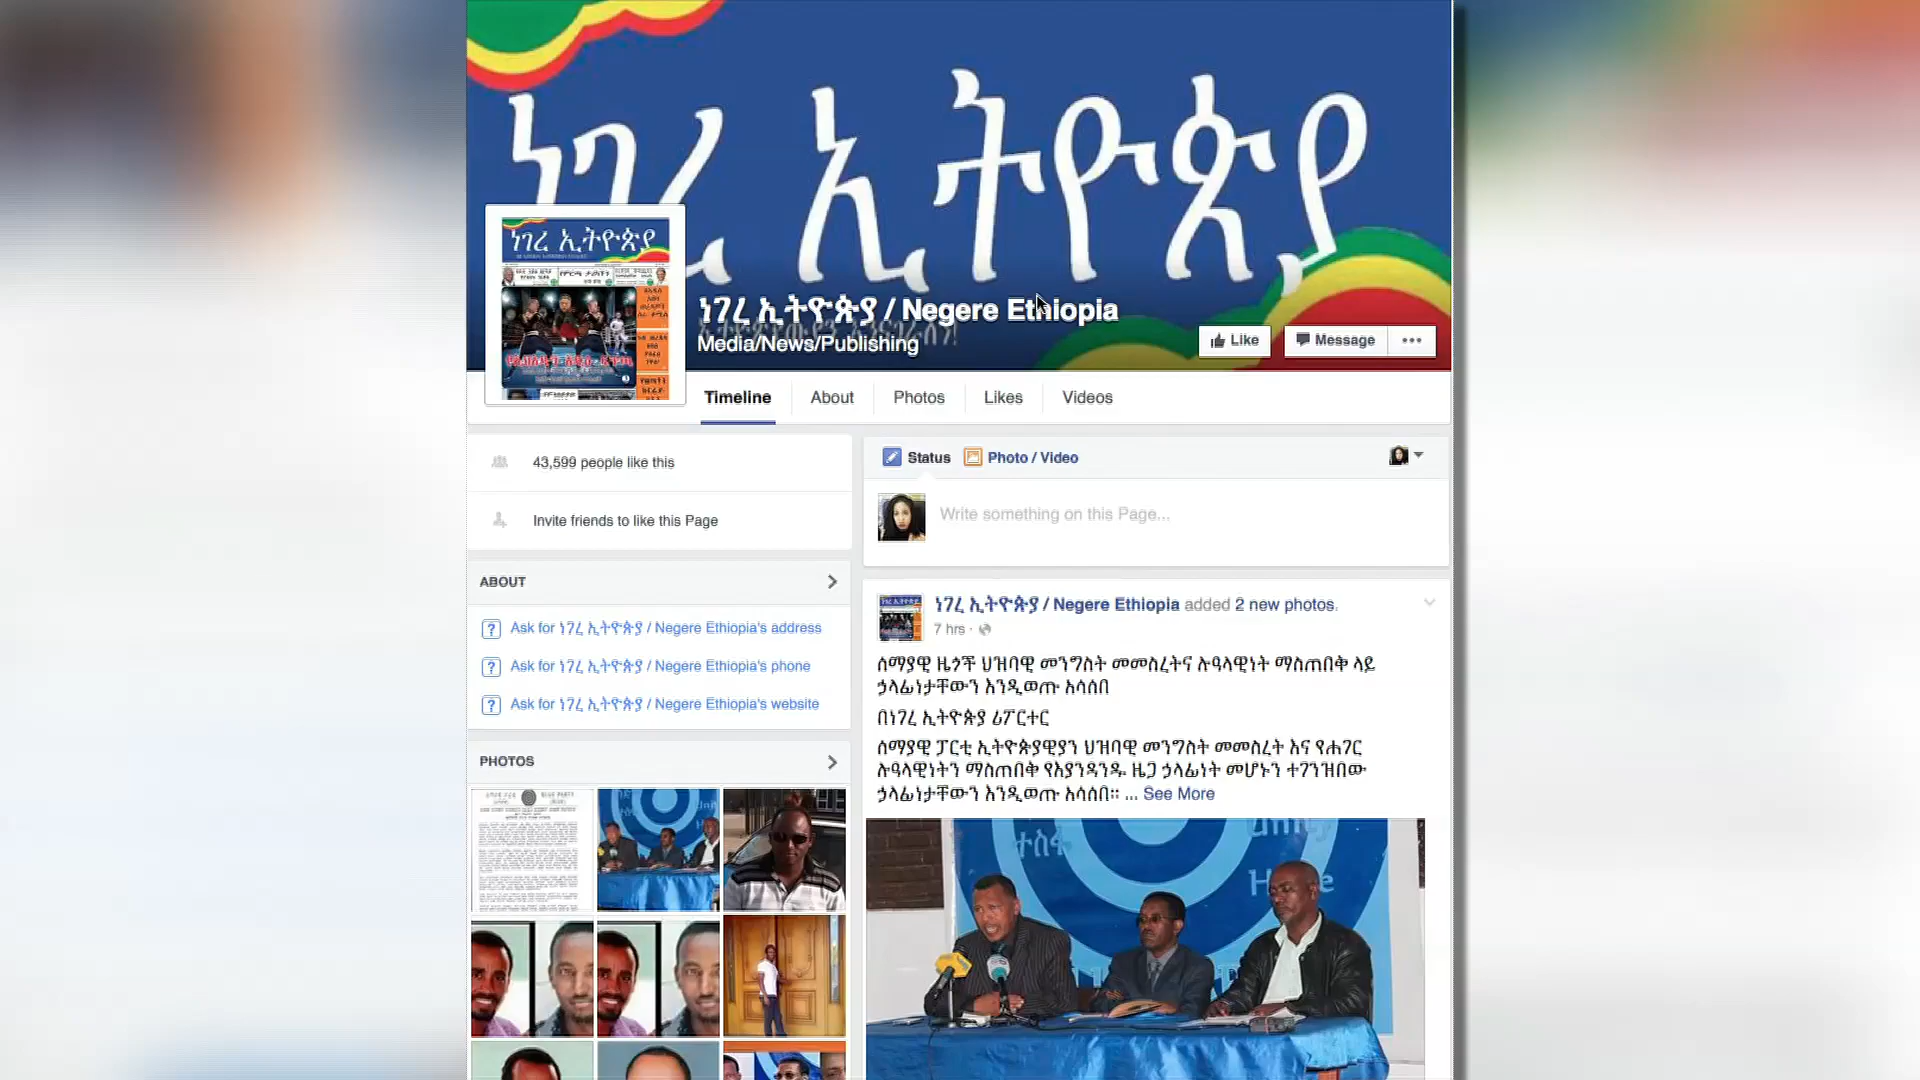 ነገረ ኢትዮጵያ
ነገረ ኢትዮጵያ
ነገረ ኢትዮጵያ / Negere Ethiopia
Media/News/Publishing
Like
Message
Timeline
About
Photos
Likes
Videos
43,599 people like this
Invite friends to like this Page
ABOUT
Ask for ነገረ ኢትዮጵያ / Negere Ethiopia's address
Ask for ነገረ ኢትዮጵያ / Negere Ethiopia's phone
Ask for ነገረ ኢትዮጵያ / Negere Ethiopia's website
PHOTOS
Status
Photo / Video
Write something on this Page...
ነገረ ኢትዮጵያ / Negere Ethiopia added 2 new photos.
7 hrs ·
ሰማያዊ ዜጎች ህዝባዊ መንግስት መመስረትና ሉዓላዊነት ማስጠበቅ ላይ
ኃላፊነታቸውን እንዲወጡ አሳሰበ
በነገረ ኢትዮጵያ ሪፖርተር
ሰማያዊ ፓርቲ ኢትዮጵያዊያን ህዝባዊ መንግስት መመስረት እና የሐገር
ሉዓላዊነትን ማስጠበቅ የእያንዳንዱ ዜጋ ኃላፊነት መሆኑን ተገንዝበው
ኃላፊነታቸውን እንዲወጡ አሳሰበ፡፡ ... See More
ተስፋ
Unity